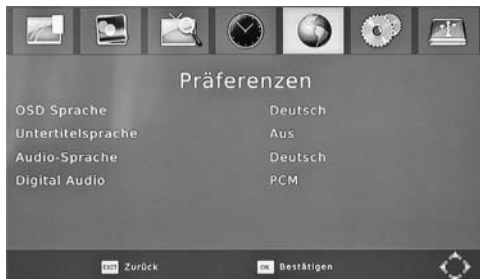 Präferenzen
OSD Sprache Deutsch
Untertitelsprache Aus
Audio-Sprache Deutsch
Digital Audio PCM
EXIT Zurück OK Bestätigen